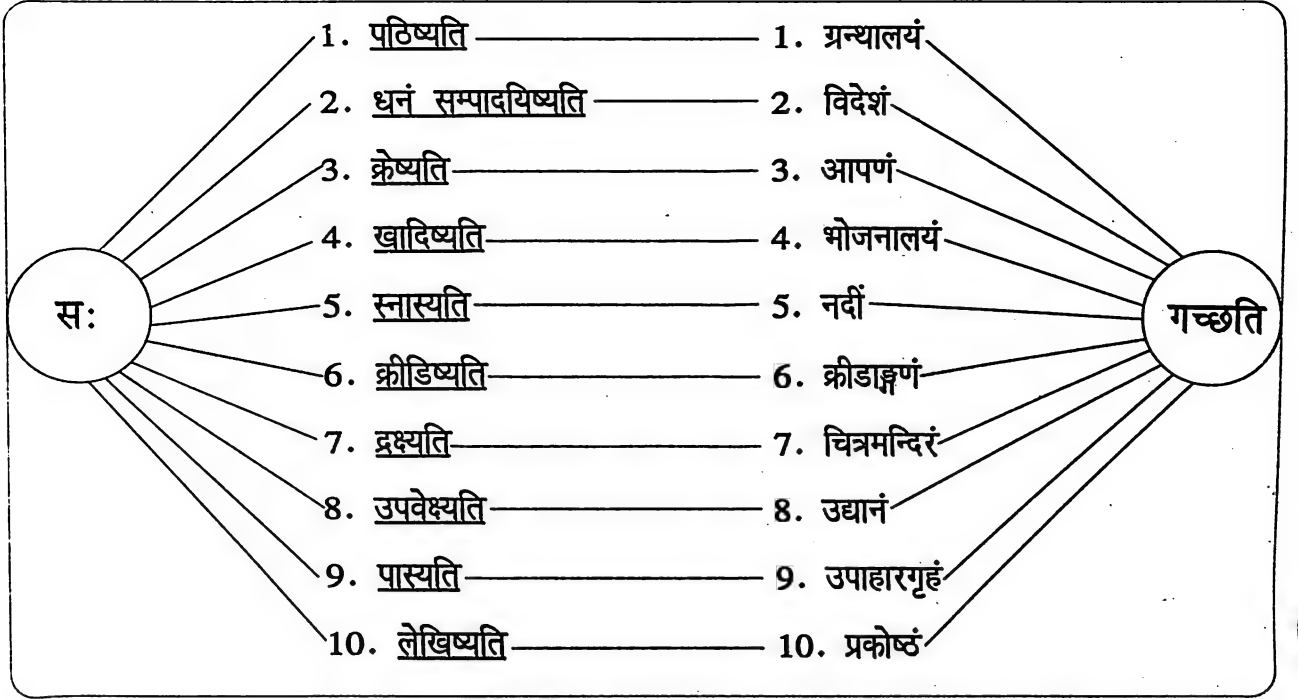 1. पठिष्यति 1. ग्रन्थालयं
2. धनं सम्पादयिष्यति 2. विदेशं
3. क्रेष्यति 3. आपणं
4. खादिष्यति 4. भोजनालयं
सः 5. स्नास्यति 5. नदीं गच्छति
6. क्रीडिष्यति 6. क्रीडाङ्गणं
7. द्रक्ष्यति 7. चित्रमन्दिरं
8. उपवेक्ष्यति 8. उद्यानं
9. पास्यति 9. उपाहारगृहं
10. लेखिष्यति 10. प्रकोष्ठं